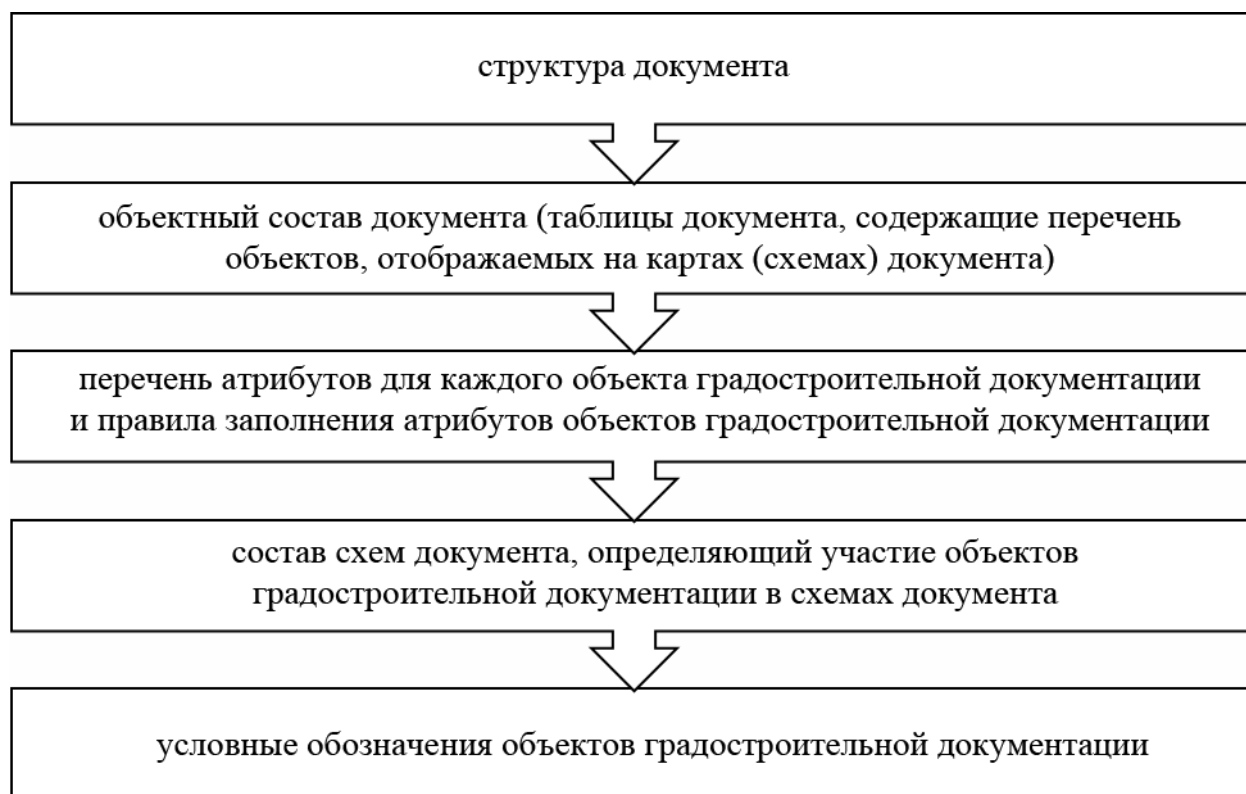 структура документа
объектный состав документа (таблицы документа, содержащие перечень
объектов, отображаемых на картах (схемах) документа)
перечень атрибутов для каждого объекта градостроительной документации
и правила заполнения атрибутов объектов градостроительной документации
состав схем документа, определяющий участие объектов
градостроительной документации в схемах документа
условные обозначения объектов градостроительной документации